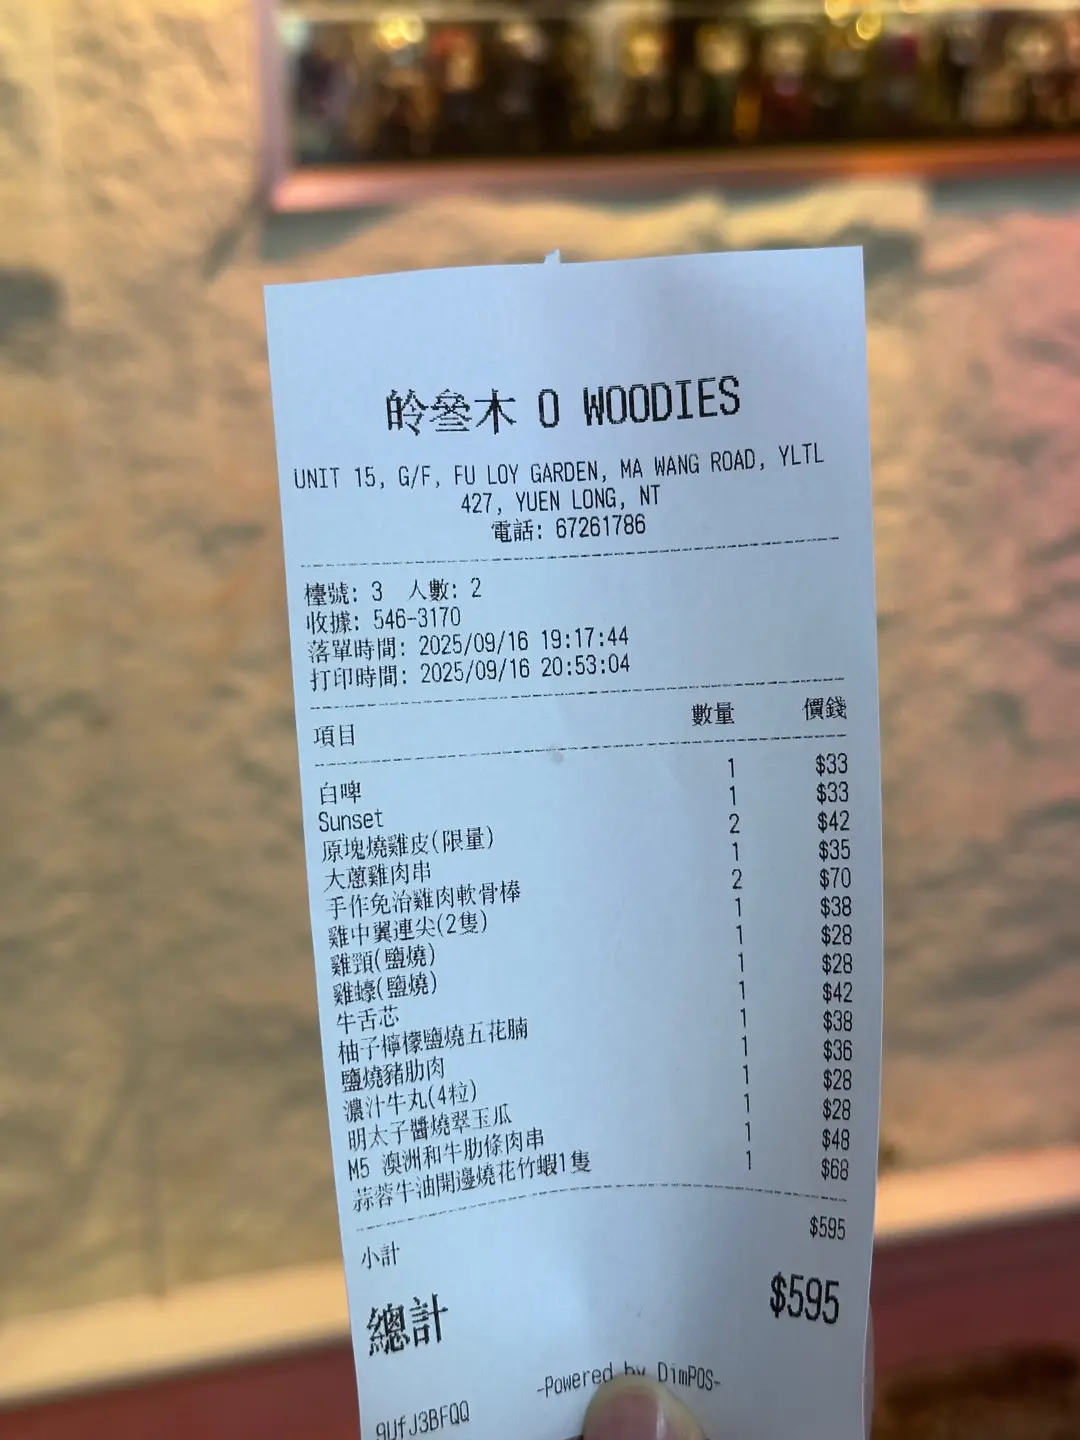 皊叄木 O WOODIES
UNIT 15, G/F, FU LOY GARDEN, MA WANG ROAD, YLTL
427, YUEN LONG, NT
電話: 67261786
檯號: 3 人數: 2
收據: 546-3170
落單時間: 2025/09/16 19:17:44
打印時間: 2025/09/16 20:53:04
項目 數量 價錢
白啤 1 $33
Sunset 1 $33
原塊燒雞皮(限量) 2 $42
大蔥雞肉串 1 $35
手作免治雞肉軟骨棒 2 $70
雞中翼連尖(2隻) 1 $38
雞頸(鹽燒) 1 $28
雞蠔(鹽燒) 1 $28
牛舌芯 1 $42
柚子檸檬鹽燒五花腩 1 $38
鹽燒豬肋肉 1 $36
濃汁牛丸(4粒) 1 $28
明太子醬燒翠玉瓜 1 $28
M5 澳洲和牛肋條肉串 1 $48
蒜蓉牛油開邊燒花竹蝦1隻 1 $68
小計 $595
總計 $595
-Powered by DimPOS-
9UfJ3BFQQ